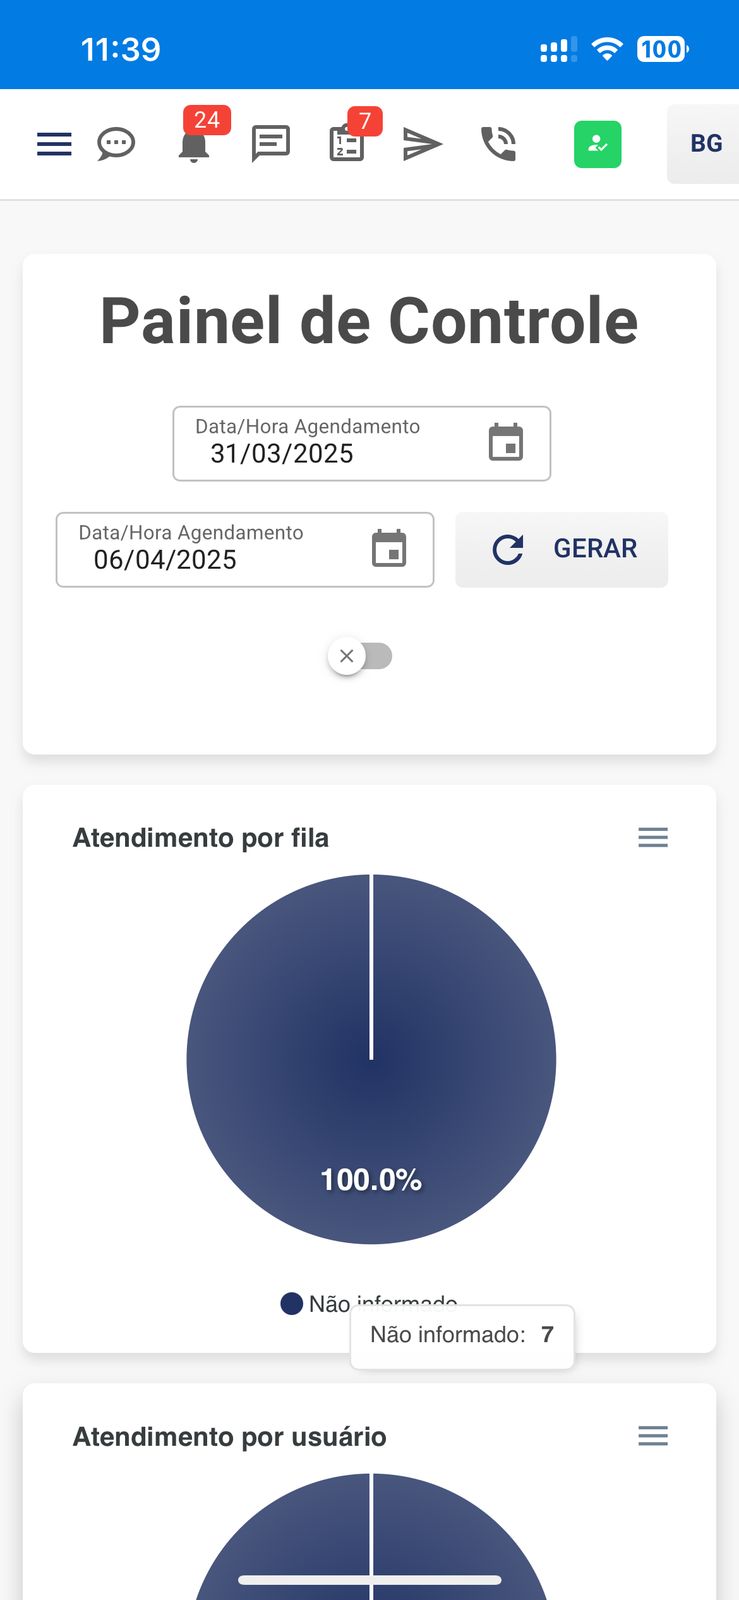 11:39
100
24
7
BG
Painel de Controle
Data/Hora Agendamento
31/03/2025
Data/Hora Agendamento
06/04/2025
GERAR
Atendimento por fila
100.0%
Não informado
Não informado: 7
Atendimento por usuário